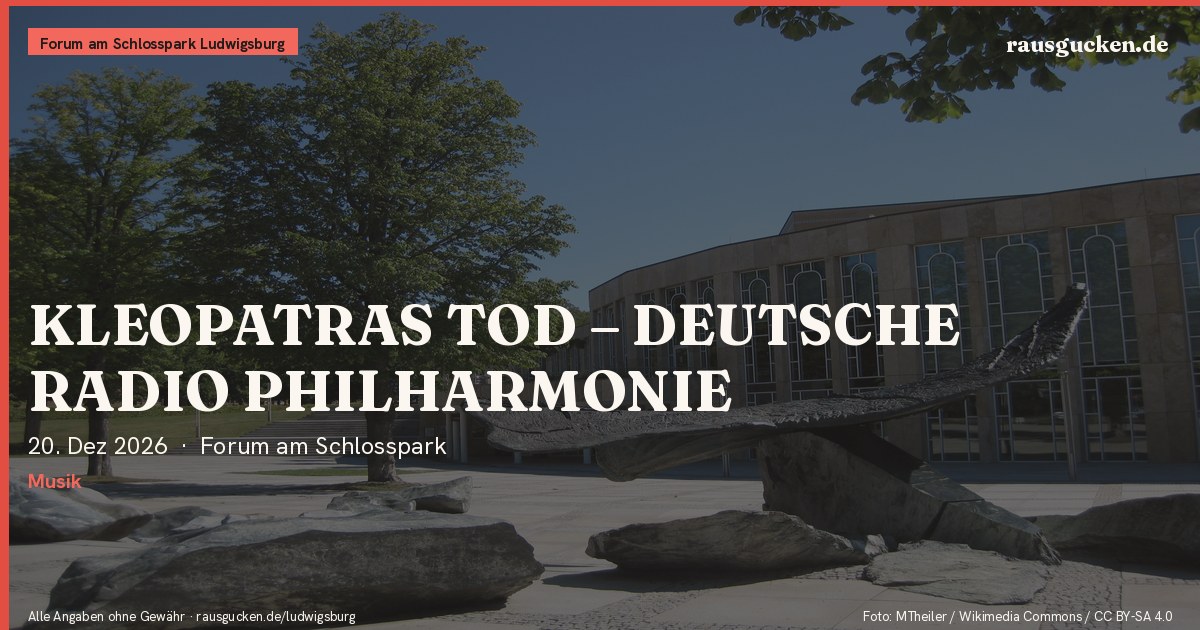 Forum am Schlosspark Ludwigsburg
rausgucken.de
KLEOPATRAS TOD – DEUTSCHE
RADIO PHILHARMONIE
20. Dez 2026 · Forum am Schlosspark
Musik
Alle Angaben ohne Gewähr · rausgucken.de/ludwigsburg
Foto: MTheiler / Wikimedia Commons / CC BY-SA 4.0